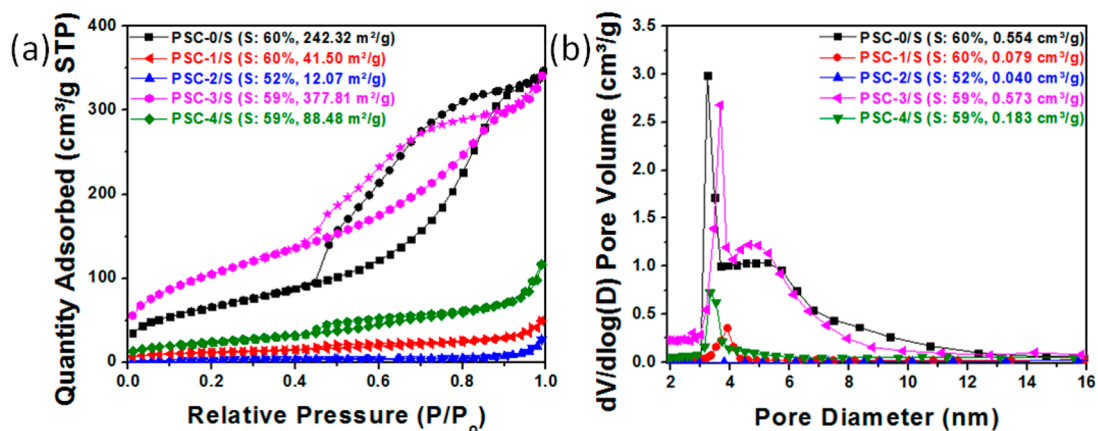 (a)
Quantity Adsorbed (cm³/g STP)
400
300
200
100
0
PSC-0/S (S: 60%, 242.32 m²/g)
PSC-1/S (S: 60%, 41.50 m²/g)
PSC-2/S (S: 52%, 12.07 m²/g)
PSC-3/S (S: 59%, 377.81 m²/g)
PSC-4/S (S: 59%, 88.48 m²/g)
0.0 0.2 0.4 0.6 0.8 1.0
Relative Pressure (P/Pₒ)
(b)
dV/dlog(D) Pore Volume (cm³/g)
3.5
3.0
2.5
2.0
1.5
1.0
0.5
0.0
PSC-0/S (S: 60%, 0.554 cm³/g)
PSC-1/S (S: 60%, 0.079 cm³/g)
PSC-2/S (S: 52%, 0.040 cm³/g)
PSC-3/S (S: 59%, 0.573 cm³/g)
PSC-4/S (S: 59%, 0.183 cm³/g)
2 4 6 8 10 12 14 16
Pore Diameter (nm)